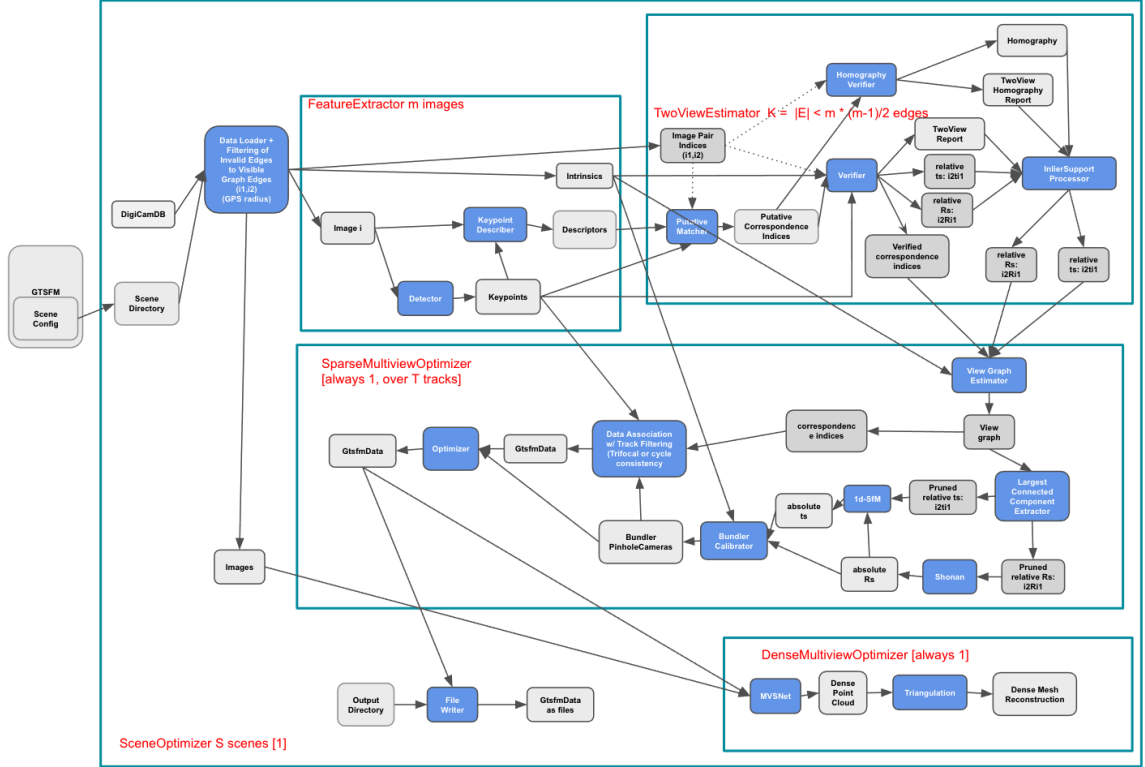 Homography
Homography
Verifier
TwoView
Homography
Report
FeatureExtractor m images
TwoViewEstimator  K =  |E| < m * (m-1)/2 edges
Data Loader +
Filtering of
Invalid Edges
to Visible
Graph Edges
(i1,i2)
(GPS radius)
Image Pair
Indices
(i1,i2)
TwoView
Report
Intrinsics
Verifier
relative
ts: i2ti1
InlierSupport
Processor
DigiCamDB
Image i
Keypoint
Describer
Descriptors
Putative
Matcher
Putative
Correspondence
Indices
relative
Rs:
i2Ri1
Verified
correspondence
indices
relative
Rs:
i2Ri1
relative
ts: i2ti1
GTSFM
Scene
Config
Scene
Directory
Detector
Keypoints
SparseMultiviewOptimizer
[always 1, over T tracks]
View Graph
Estimator
GtsfmData
Optimizer
GtsfmData
Data Association
w/ Track Filtering
(Trifocal or cycle
consistency
correspondenc
e indices
View
graph
1d-SfM
Pruned
relative ts:
i2ti1
Largest
Connected
Component
Extractor
absolute
ts
Bundler
PinholeCameras
Bundler
Calibrator
Images
absolute
Rs
Shonan
Pruned
relative Rs:
i2Ri1
DenseMultiviewOptimizer [always 1]
Output
Directory
File
Writer
GtsfmData
as files
MVSNet
Dense
Point
Cloud
Triangulation
Dense Mesh
Reconstruction
SceneOptimizer S scenes [1]